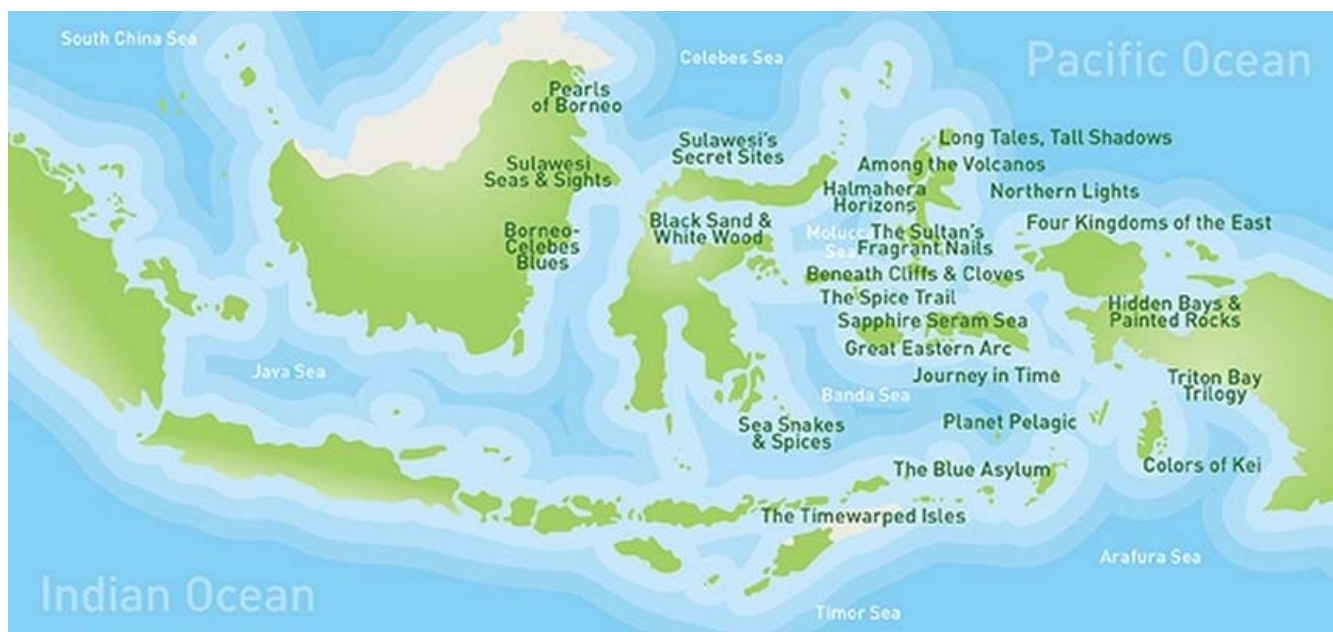 South China Sea
Celebes Sea
Pacific Ocean
Pearls
of Borneo
Sulawesi's
Secret Sites
Long Tales, Tall Shadows
Among the Volcanos
Sulawesi
Seas & Sights
Halmahera
Horizons
Northern Lights
Black Sand &
White Wood
Borneo-
Celebes
Blues
Molucca
Sea
The Sultan's
Fragrant Nails
Four Kingdoms of the East
Beneath Cliffs & Cloves
The Spice Trail
Hidden Bays &
Painted Rocks
Sapphire Seram Sea
Great Eastern Arc
Java Sea
Journey in Time
Triton Bay
Trilogy
Banda Sea
Sea Snakes
& Spices
Planet Pelagic
The Blue Asylum
Colors of Kei
The Timewarped Isles
Arafura Sea
Indian Ocean
Timor Sea